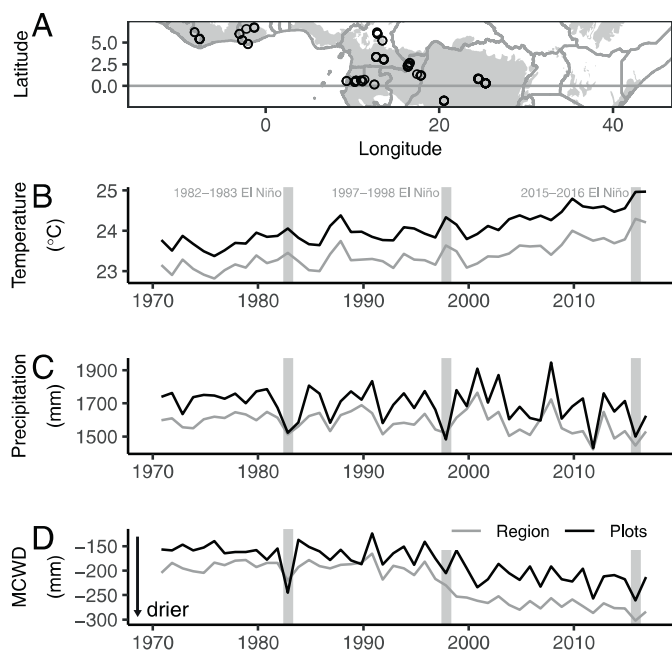 A
Latitude
5.0
2.5
0.0
0 20 40
Longitude
B
Temperature
(°C)
25
24
23
1982–1983 El Niño 1997–1998 El Niño 2015–2016 El Niño
1970 1980 1990 2000 2010
C
Precipitation
(mm)
1900
1700
1500
1970 1980 1990 2000 2010
D
MCWD
(mm)
−150
−200
−250
−300
Region Plots
drier
1970 1980 1990 2000 2010